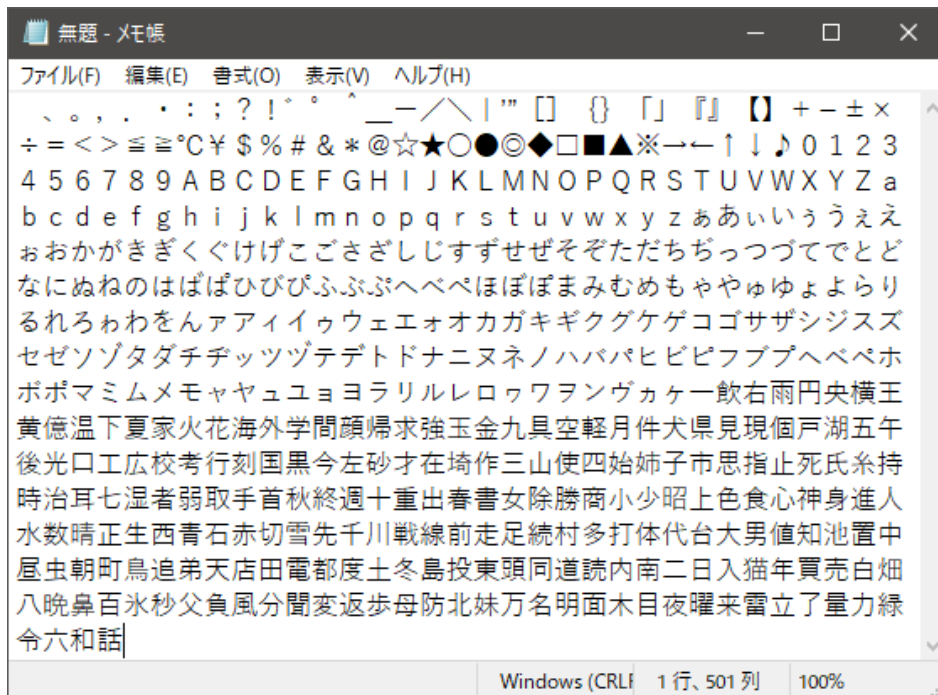 無題 - メモ帳
ファイル(F) 編集(E) 書式(O) 表示(V) ヘルプ(H)
、。，．・：；？！゛゜＾＿ー／＼｜’”［］｛｝「」『』【】＋－±×
÷＝＜＞≦≧℃￥＄％＃＆＊＠☆★○●◎◆□■▲※→←↑↓♪０１２３
４５６７８９ＡＢＣＤＥＦＧＨＩＪＫＬＭＮＯＰＱＲＳＴＵＶＷＸＹＺａ
ｂｃｄｅｆｇｈｉｊｋｌｍｎｏｐｑｒｓｔｕｖｗｘｙｚぁあぃいぅうぇえ
ぉおかがきぎくぐけげこごさざしじすずせぜそぞただちぢっつづてでとど
なにぬねのはばぱひびぴふぶぷへべぺほぼぽまみむめもゃやゅゆょよらり
るれろゎわをんァアィイゥウェエォオカガキギクグケゲコゴサザシジスズ
セゼソゾタダチヂッツヅテデトドナニヌネノハバパヒビピフブプヘベペホ
ボポマミムメモャヤュユョヨラリルレロヮワヲンヴヵヶ一飲右雨円央横王
黄億温下夏家火花海外学間顔帰求強玉金九具空軽月件犬県見現個戸湖五午
後光口工広校考行刻国黒今左砂才在埼作三山使四始姉子市思指止死氏糸持
時治耳七湿者弱取手首秋終週十重出春書女除勝商小少昭上色食心神身進人
水数晴正生西青石赤切雪先千川戦線前走足続村多打体代台大男値知池置中
昼虫朝町鳥追弟天店田電都度土冬島投東頭同道読内南二日入猫年買売白畑
八晩鼻百氷秒父負風分聞変返歩母防北妹万名明面木目夜曜来雷立了量力緑
令六和話
Windows (CRLF 1 行、501 列 100%